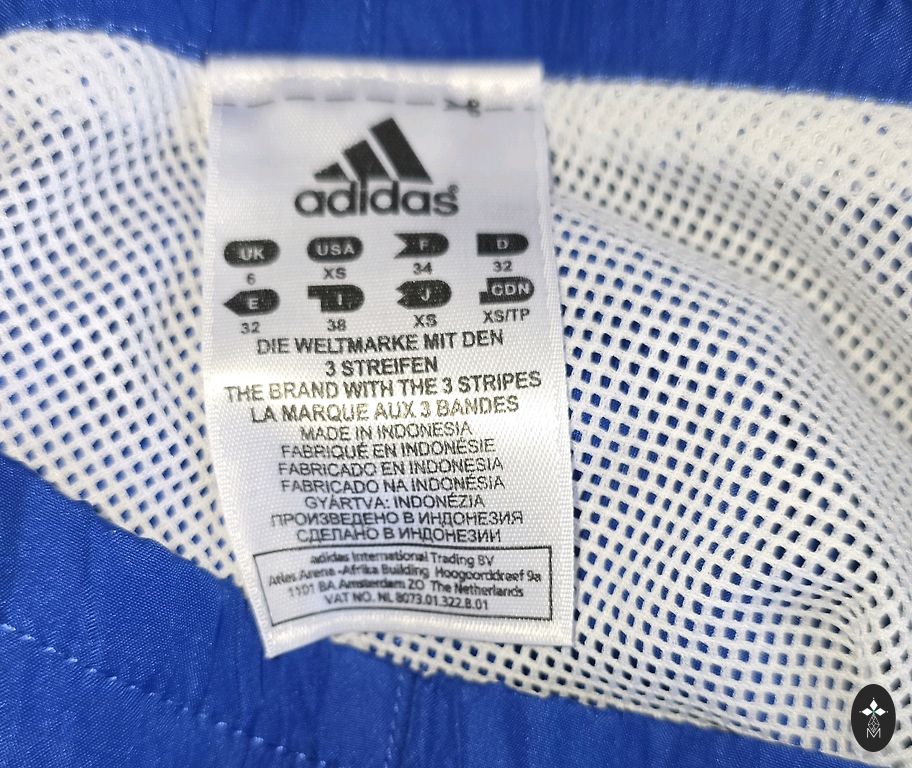 adidas®
UK USA F D
6 XS 34 32
E I J CDN
32 38 XS XS/TP
DIE WELTMARKE MIT DEN
3 STREIFEN
THE BRAND WITH THE 3 STRIPES
LA MARQUE AUX 3 BANDES
MADE IN INDONESIA
FABRIQUÉ EN INDONÉSIE
FABRICADO EN INDONESIA
FABRICADO NA INDONÉSIA
GYÁRTVA: INDONÉZIA
ПРОИЗВЕДЕНО В ИНДОНЕЗИЯ
СДЕЛАНО В ИНДОНЕЗИИ
adidas International Trading BV
Atlas Arena -Afrika Building Hoogoorddreef 9a
1101 BA Amsterdam ZO The Netherlands
VAT NO. NL 8073.01.322.B.01
M